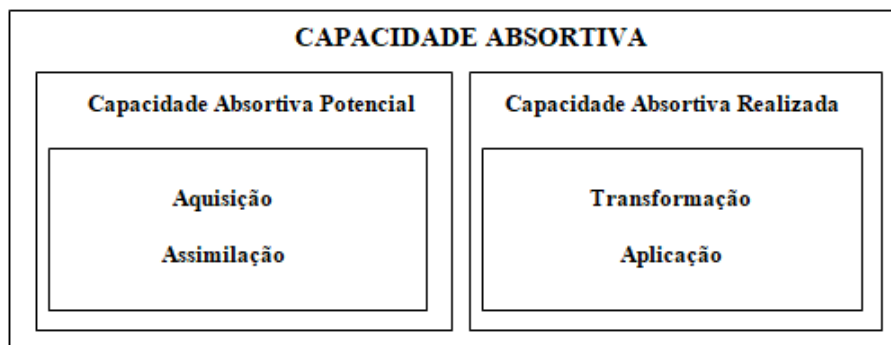 CAPACIDADE ABSORTIVA
Capacidade Absortiva Potencial
Aquisição
Assimilação
Capacidade Absortiva Realizada
Transformação
Aplicação